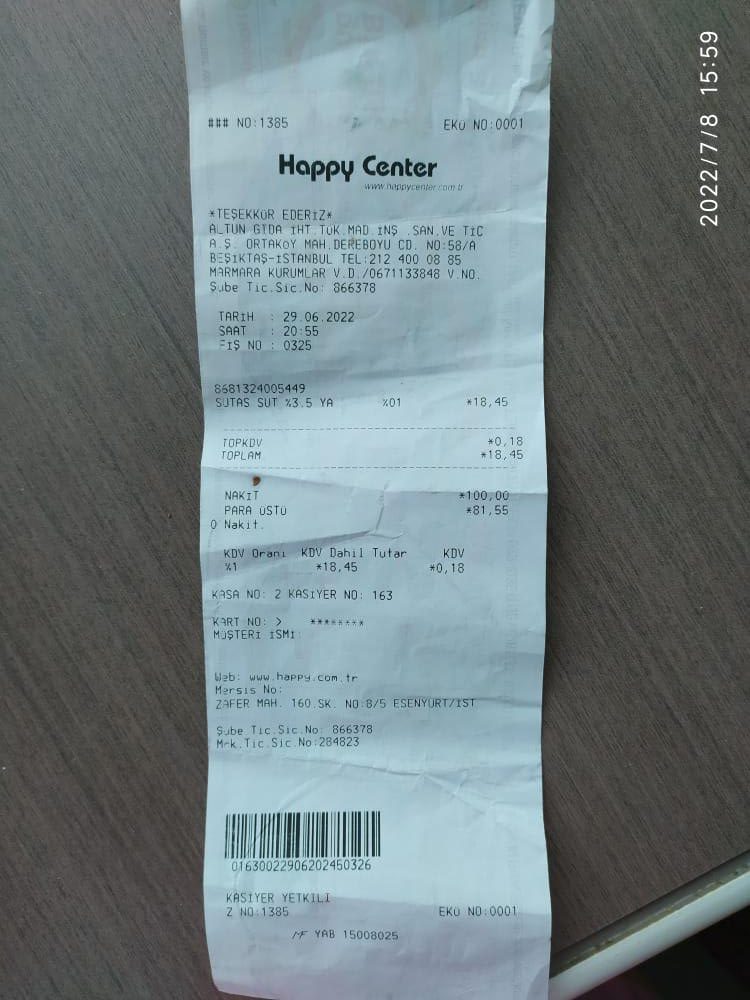 ### NO:1385 EKÜ NO:0001
Happy Center
www.happycenter.com.tr
*TEŞEKKÜR EDERİZ*
ALTUN GIDA İHT.TÜK.MAD.İNŞ .SAN.VE TİC
A.Ş. ORTAKÖY MAH.DEREBOYU CD. NO:58/A
BEŞİKTAŞ-İSTANBUL TEL:212 400 08 85
MARMARA KURUMLAR V.D./0671133848 V.NO.
Şube Tic.Sic.No: 866378
TARİH : 29.06.2022
SAAT : 20:55
FİŞ NO : 0325
8681324005449
SÜTAŞ SÜT %3.5 YA %01 *18,45
TOPKDV *0,18
TOPLAM *18,45
NAKİT *100,00
PARA ÜSTÜ *81,55
0 Nakit.
KDV Oranı KDV Dahil Tutar KDV
%1 *18,45 *0,18
KASA NO: 2 KASİYER NO: 163
KART NO: > ********
MÜŞTERİ İSMİ:
Web: www.happy.com.tr
Mersis No:
ZAFER MAH. 160.SK. NO:8/5 ESENYURT/İST
Şube Tic.Sic.No: 866378
Mrk.Tic.Sic.No:284823
01630022906202450326
KASİYER YETKİLİ
Z NO:1385 EKÜ NO:0001
MF YAB 15008025
2022/7/8 15:59